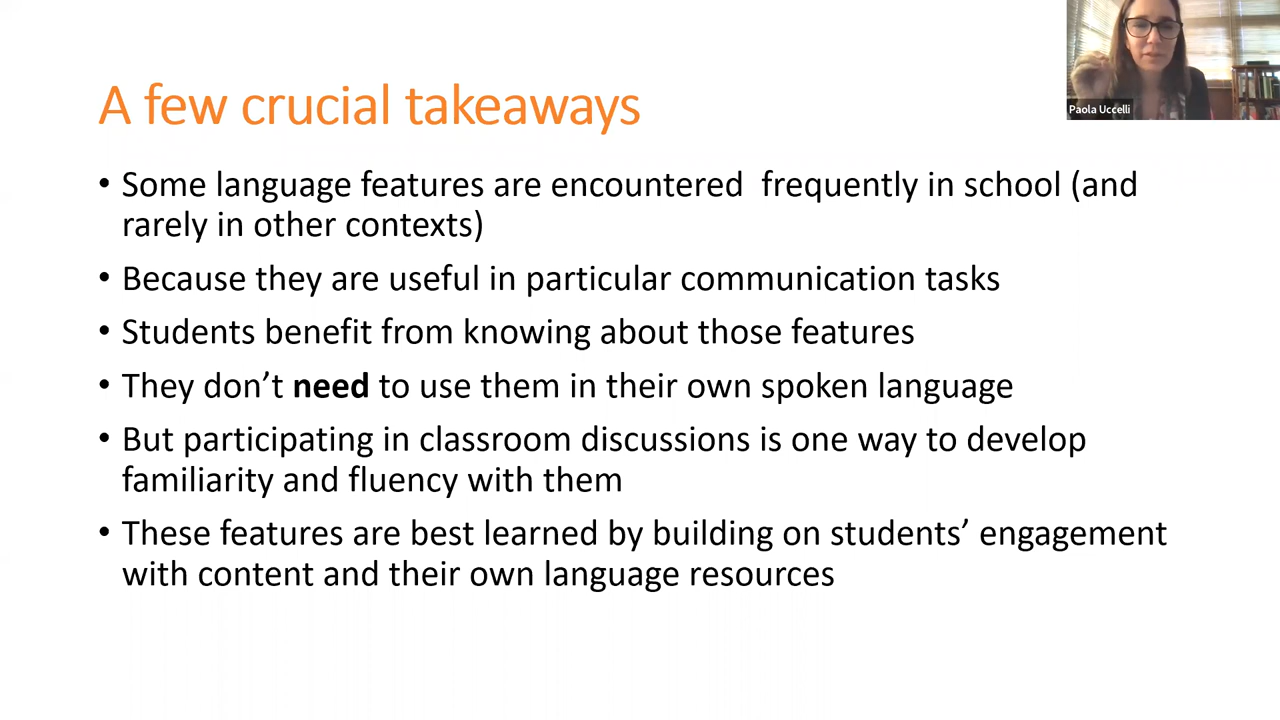 A few crucial takeaways
Paola Uccelli
• Some language features are encountered  frequently in school (and
rarely in other contexts)
• Because they are useful in particular communication tasks
• Students benefit from knowing about those features
• They don’t need to use them in their own spoken language
• But participating in classroom discussions is one way to develop
familiarity and fluency with them
• These features are best learned by building on students’ engagement
with content and their own language resources